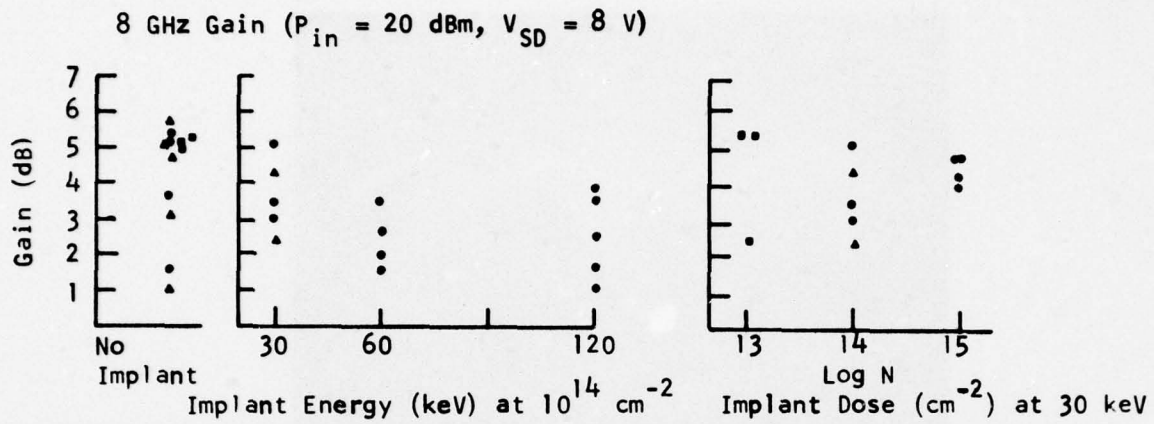 8 GHz Gain (P_in = 20 dBm, V_SD = 8 V)
Gain (dB)
7
6
5
4
3
2
1
No Implant
30 60 120
13 14 15
Log N
Implant Energy (keV) at 10^14 cm^-2
Implant Dose (cm^-2) at 30 keV